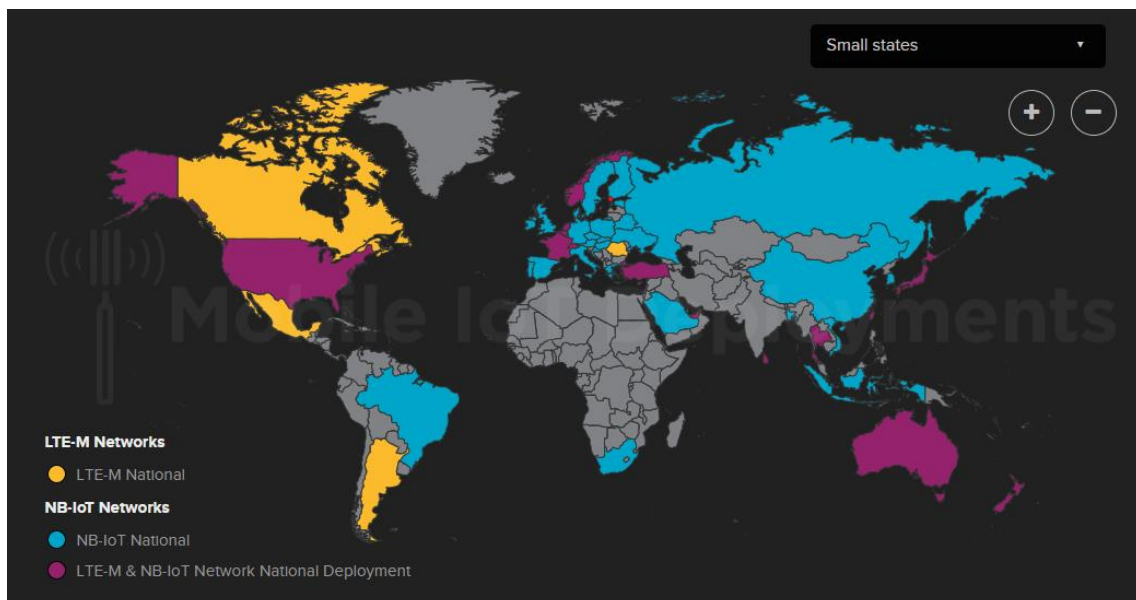 Small states
+ −
Mobile IoT Deployments
LTE-M Networks
LTE-M National
NB-IoT Networks
NB-IoT National
LTE-M & NB-IoT Network National Deployment